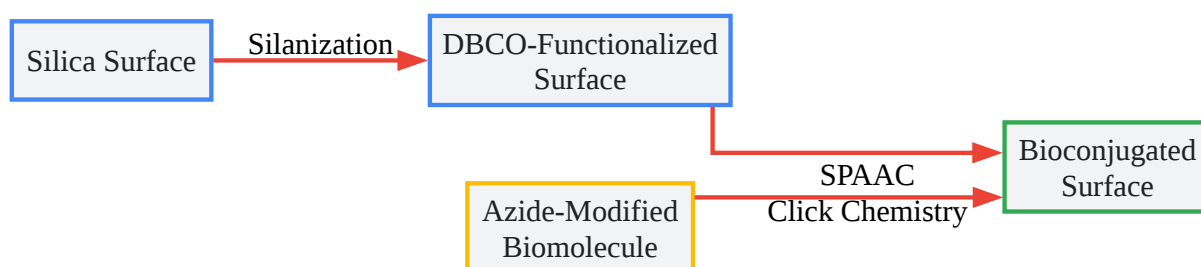 Silica Surface
Silanization
DBCO-Functionalized
Surface
Azide-Modified
Biomolecule
SPAAC
Click Chemistry
Bioconjugated
Surface